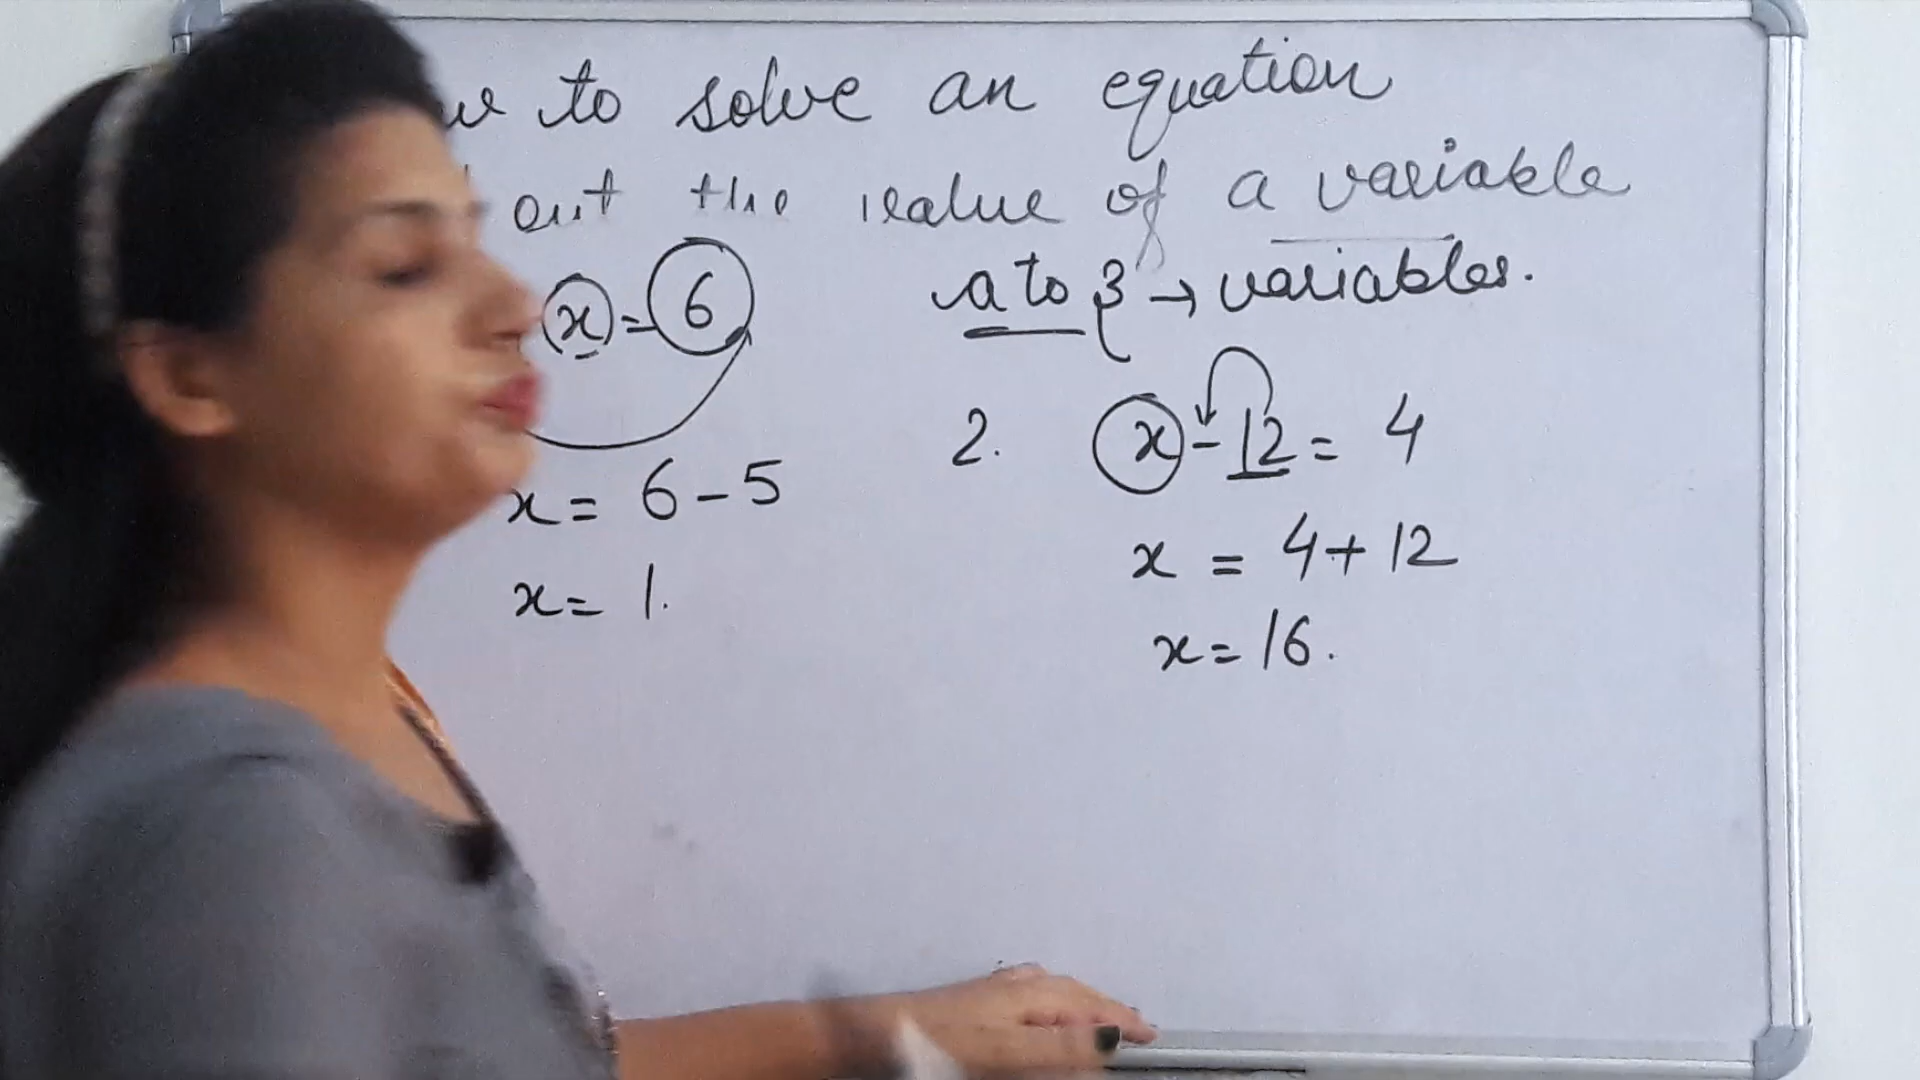 to solve an equation
out the value of a variable
x = 6
a to z → variables.
x = 6 - 5
x = 1.
2. x - 12 = 4
x = 4 + 12
x = 16.